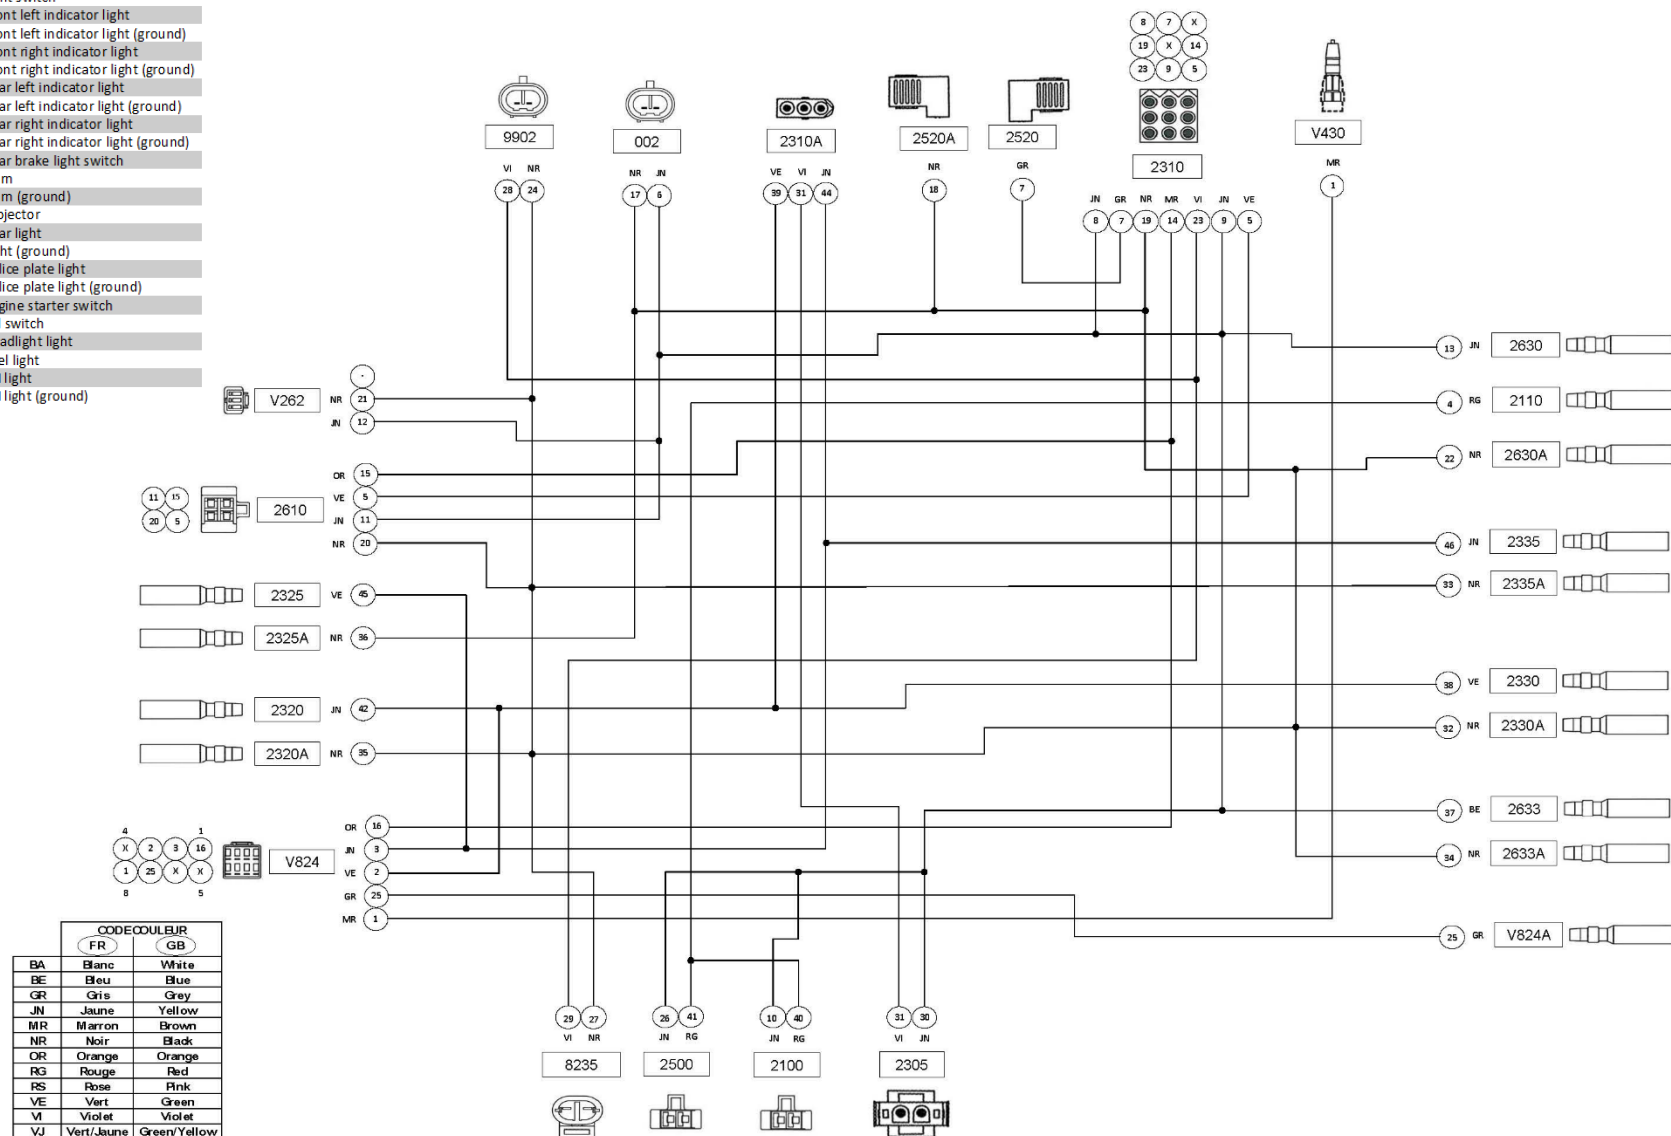 ont left indicator light
ont left indicator light (ground)
ont right indicator light
ont right indicator light (ground)
ar left indicator light
ar left indicator light (ground)
ar right indicator light
ar right indicator light (ground)
ar brake light switch
rn
rn (ground)
ojector
ar light
ht (ground)
lice plate light
lice plate light (ground)
gine starter switch
l switch
adlight light
el light
l light
l light (ground)
8 7 X
19 X 14
23 9 5
9902
002
2310A
2520A
2520
2310
V430
VI NR
28 24
NR JN
17 6
VE VI JN
39 31 44
NR
18
GR
7
JN GR NR MR VI JN VE
8 7 19 14 23 9 5
MR
1
13 JN 2630
4 RG 2110
22 NR 2630A
46 JN 2335
33 NR 2335A
38 VE 2330
32 NR 2330A
37 BE 2633
34 NR 2633A
25 GR V824A
-
V262 NR 21
JN 12
OR 15
VE 5
JN 11
NR 20
11 15
20 5
2610
2325 VE 45
2325A NR 36
2320 JN 42
2320A NR 35
OR 16
JN 3
VE 2
GR 25
MR 1
4 1
X 2 3 16
1 25 X X
8 5
V824
29 27
VI NR
8235
26 41
JN RG
2500
10 40
JN RG
2100
31 30
VI JN
2305
CODE COULEUR
FR GB
BA Blanc White
BE Bleu Blue
GR Gris Grey
JN Jaune Yellow
MR Marron Brown
NR Noir Black
OR Orange Orange
RG Rouge Red
RS Rose Pink
VE Vert Green
VI Violet Violet
VJ Vert/Jaune Green/Yellow